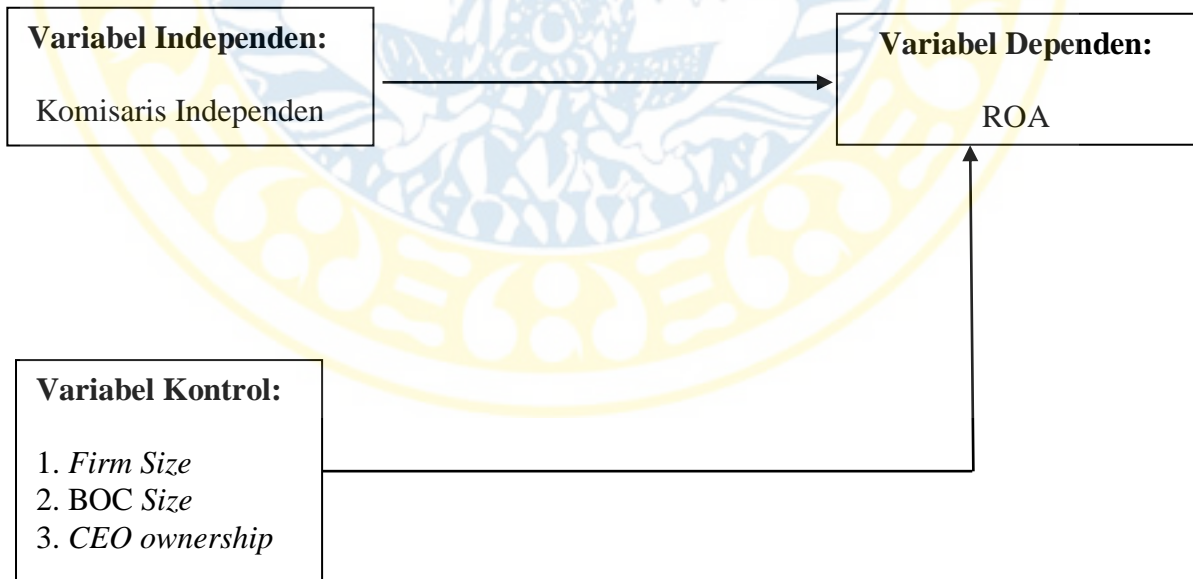 Variabel Independen:
Komisaris Independen
Variabel Dependen:
ROA
Variabel Kontrol:
1. Firm Size
2. BOC Size
3. CEO ownership